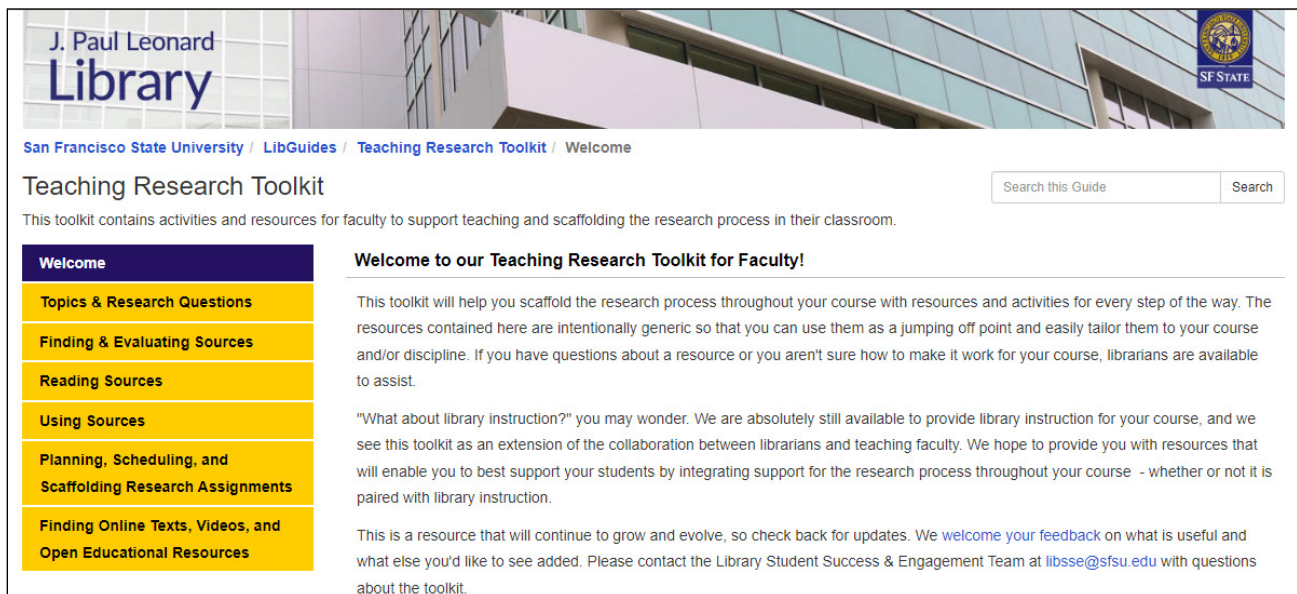 J. Paul Leonard
Library
SF STATE
San Francisco State University / LibGuides / Teaching Research Toolkit / Welcome
Teaching Research Toolkit
Search this Guide
Search
This toolkit contains activities and resources for faculty to support teaching and scaffolding the research process in their classroom.
Welcome
Topics & Research Questions
Finding & Evaluating Sources
Reading Sources
Using Sources
Planning, Scheduling, and
Scaffolding Research Assignments
Finding Online Texts, Videos, and
Open Educational Resources
Welcome to our Teaching Research Toolkit for Faculty!
This toolkit will help you scaffold the research process throughout your course with resources and activities for every step of the way. The
resources contained here are intentionally generic so that you can use them as a jumping off point and easily tailor them to your course
and/or discipline. If you have questions about a resource or you aren't sure how to make it work for your course, librarians are available
to assist.
"What about library instruction?" you may wonder. We are absolutely still available to provide library instruction for your course, and we
see this toolkit as an extension of the collaboration between librarians and teaching faculty. We hope to provide you with resources that
will enable you to best support your students by integrating support for the research process throughout your course - whether or not it is
paired with library instruction.
This is a resource that will continue to grow and evolve, so check back for updates. We welcome your feedback on what is useful and
what else you'd like to see added. Please contact the Library Student Success & Engagement Team at libsse@sfsu.edu with questions
about the toolkit.